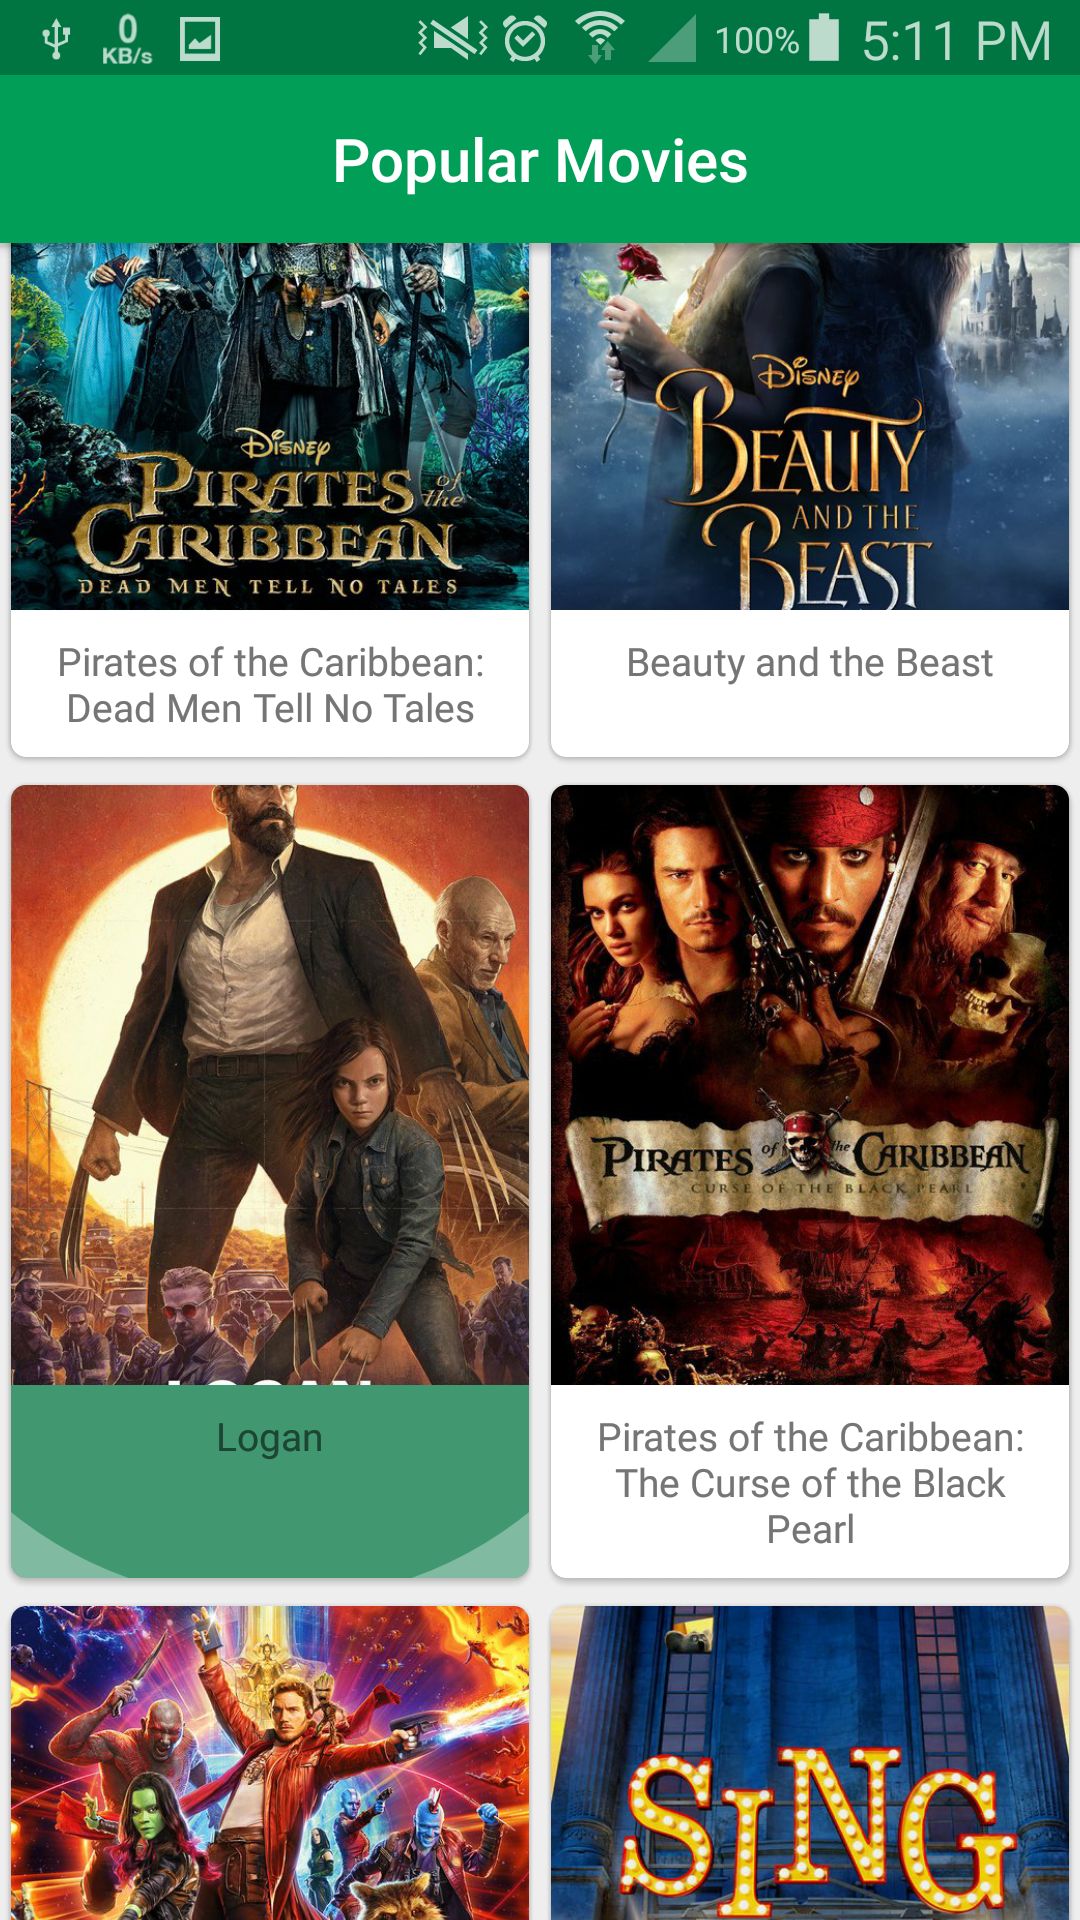 0
KB/s
100%
5:11 PM
Popular Movies
Disney
PIRATES of the
CARIBBEAN
DEAD MEN TELL NO TALES
Pirates of the Caribbean:
Dead Men Tell No Tales
Disney
BEAUTY
AND THE
BEAST
Beauty and the Beast
LOGAN
Logan
PIRATES of the CARIBBEAN
CURSE OF THE BLACK PEARL
Pirates of the Caribbean:
The Curse of the Black
Pearl
SING